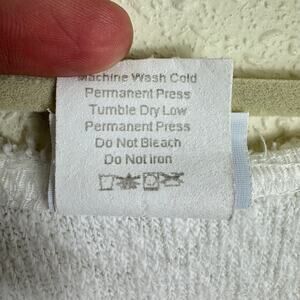 Machine Wash Cold
Permanent Press
Tumble Dry Low
Permanent Press
Do Not Bleach
Do Not Iron